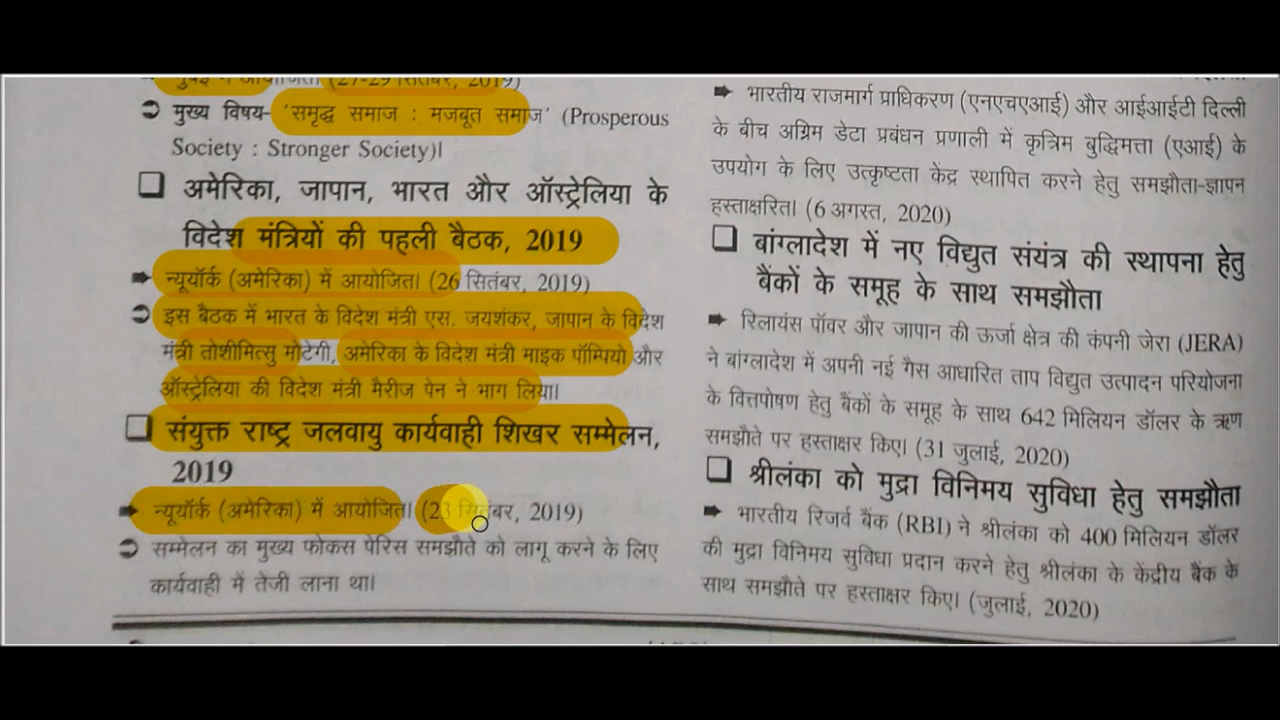 मुंबई में आयोजित। (27-29 सितंबर, 2019)
➲ मुख्य विषय- 'समृद्ध समाज : मजबूत समाज' (Prosperous
Society : Stronger Society)।
❑ अमेरिका, जापान, भारत और ऑस्ट्रेलिया के
विदेश मंत्रियों की पहली बैठक, 2019
➠ न्यूयॉर्क (अमेरिका) में आयोजित। (26 सितंबर, 2019)
➲ इस बैठक में भारत के विदेश मंत्री एस. जयशंकर, जापान के विदेश
मंत्री तोशीमित्सु मोटेगी, अमेरिका के विदेश मंत्री माइक पॉम्पियो और
ऑस्ट्रेलिया की विदेश मंत्री मैरीज पेन ने भाग लिया।
❑ संयुक्त राष्ट्र जलवायु कार्यवाही शिखर सम्मेलन,
2019
➠ न्यूयॉर्क (अमेरिका) में आयोजित। (23 सितंबर, 2019)
➲ सम्मेलन का मुख्य फोकस पेरिस समझौते को लागू करने के लिए
कार्यवाही में तेजी लाना था।
➠ भारतीय राजमार्ग प्राधिकरण (एनएचएआई) और आईआईटी दिल्ली
के बीच अग्रिम डेटा प्रबंधन प्रणाली में कृत्रिम बुद्धिमत्ता (एआई) के
उपयोग के लिए उत्कृष्टता केंद्र स्थापित करने हेतु समझौता-ज्ञापन
हस्ताक्षरित। (6 अगस्त, 2020)
❑ बांग्लादेश में नए विद्युत संयंत्र की स्थापना हेतु
बैंकों के समूह के साथ समझौता
➠ रिलायंस पॉवर और जापान की ऊर्जा क्षेत्र की कंपनी जेरा (JERA)
ने बांग्लादेश में अपनी नई गैस आधारित ताप विद्युत उत्पादन परियोजना
के वित्तपोषण हेतु बैंकों के समूह के साथ 642 मिलियन डॉलर के ऋण
समझौते पर हस्ताक्षर किए। (31 जुलाई, 2020)
❑ श्रीलंका को मुद्रा विनिमय सुविधा हेतु समझौता
➠ भारतीय रिजर्व बैंक (RBI) ने श्रीलंका को 400 मिलियन डॉलर
की मुद्रा विनिमय सुविधा प्रदान करने हेतु श्रीलंका के केंद्रीय बैंक के
साथ समझौते पर हस्ताक्षर किए। (जुलाई, 2020)